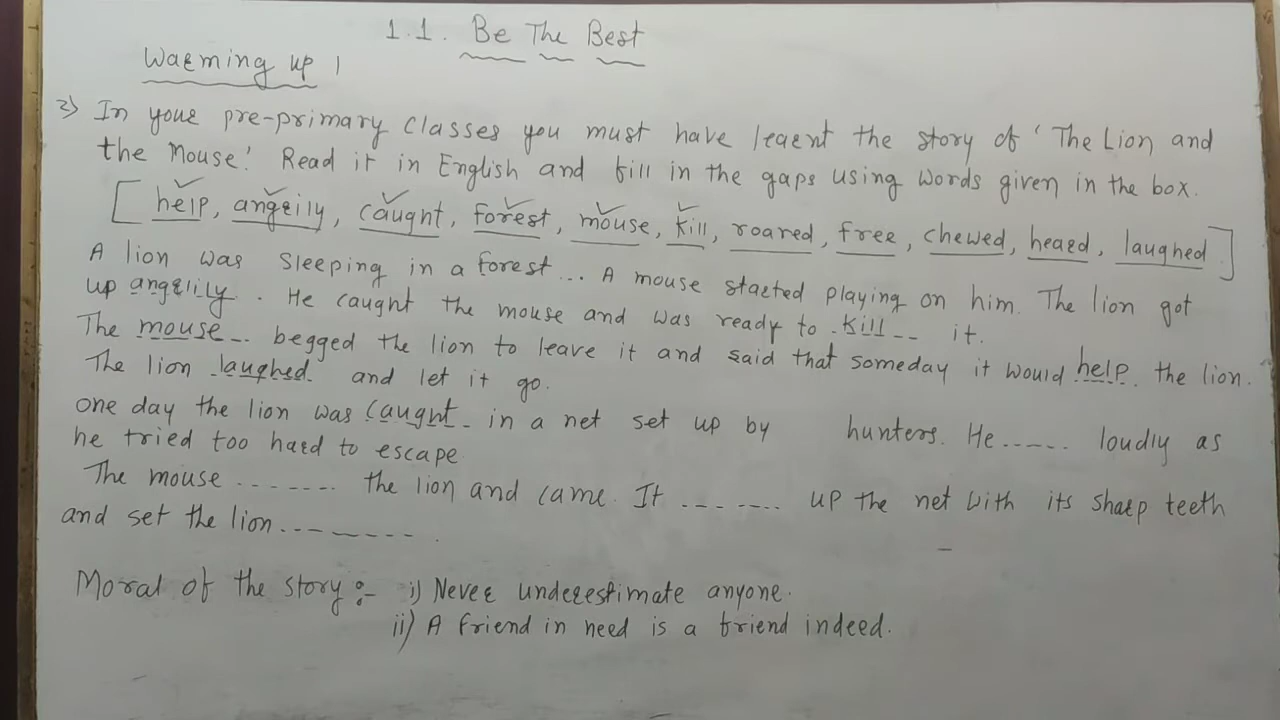 1.1. Be The Best
Warming up !
2) In your pre-primary classes you must have learnt the story of 'The Lion and
the Mouse'. Read it in English and fill in the gaps using words given in the box.
[help, angrily, caught, forest, mouse, kill, roared, free, chewed, heard, laughed.]
A lion was sleeping in a forest... A mouse started playing on him. The lion got
up angrily. He caught the mouse and was ready to .kill.-- it.
The mouse... begged the lion to leave it and said that someday it would help. the lion.
The lion .laughed. and let it go.
one day the lion was caught.- in a net set up by hunters. He ----- loudly as
he tried too hard to escape.
The mouse ------- the lion and came. It ------- up the net with its sharp teeth
and set the lion --------- .
Moral of the story :- i) Never underestimate anyone.
ii) A friend in need is a friend indeed.